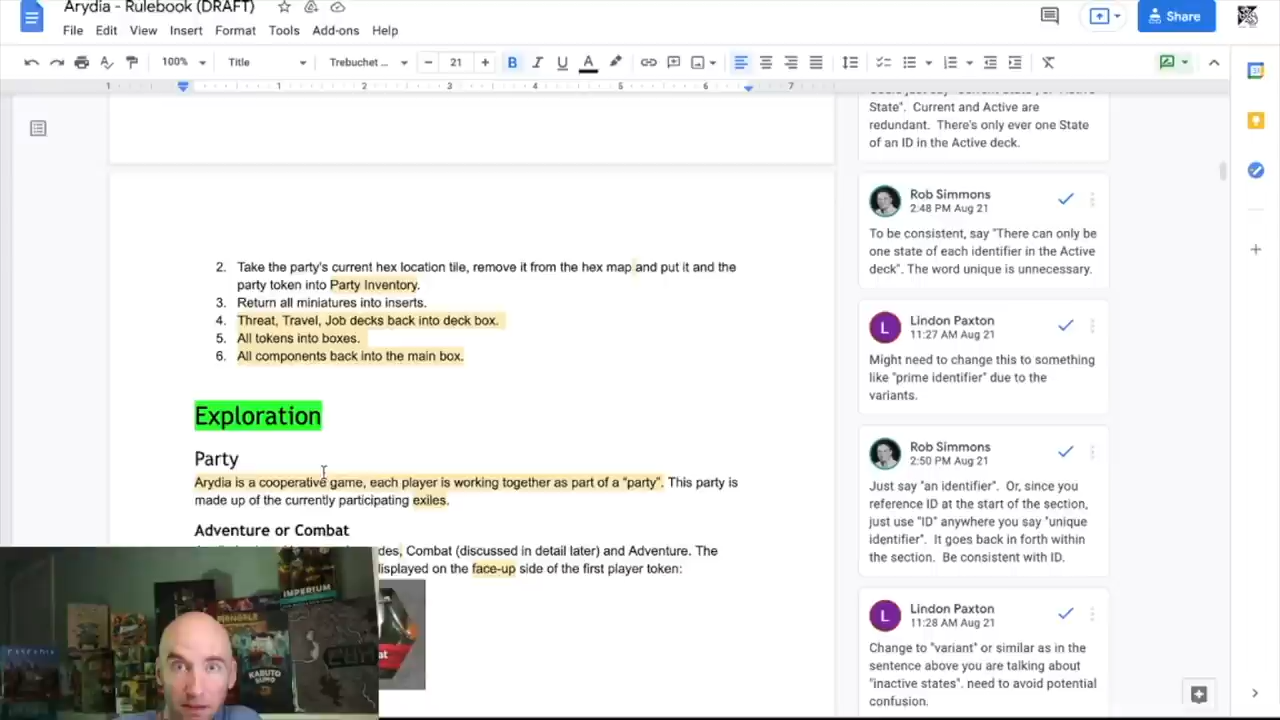 Arydia - Rulebook (DRAFT)
File Edit View Insert Format Tools Add-ons Help
Share
100% Title Trebuchet ... 21 B I U A
1 1 2 3 4 5 6 7
State". Current and Active are
redundant. There's only ever one State
of an ID in the Active deck.
Rob Simmons
2:48 PM Aug 21
To be consistent, say "There can only be
one state of each identifier in the Active
deck". The word unique is unnecessary.
2. Take the party's current hex location tile, remove it from the hex map and put it and the
party token into Party Inventory.
3. Return all miniatures into inserts.
4. Threat, Travel, Job decks back into deck box.
5. All tokens into boxes.
6. All components back into the main box.
L
Lindon Paxton
11:27 AM Aug 21
Might need to change this to something
like "prime identifier" due to the
variants.
Exploration
Party
Arydia is a cooperative game, each player is working together as part of a "party". This party is
made up of the currently participating exiles.
Rob Simmons
2:50 PM Aug 21
Just say "an identifier". Or, since you
reference ID at the start of the section,
just use "ID" anywhere you say "unique
identifier". It goes back in forth within
the section. Be consistent with ID.
Adventure or Combat
des, Combat (discussed in detail later) and Adventure. The
isplayed on the face-up side of the first player token:
L
Lindon Paxton
11:28 AM Aug 21
Change to "variant" or similar as in the
sentence above you are talking about
"inactive states". need to avoid potential
confusion.
IMPERIUM
CASCADIA
KABUTO
SUMO
at